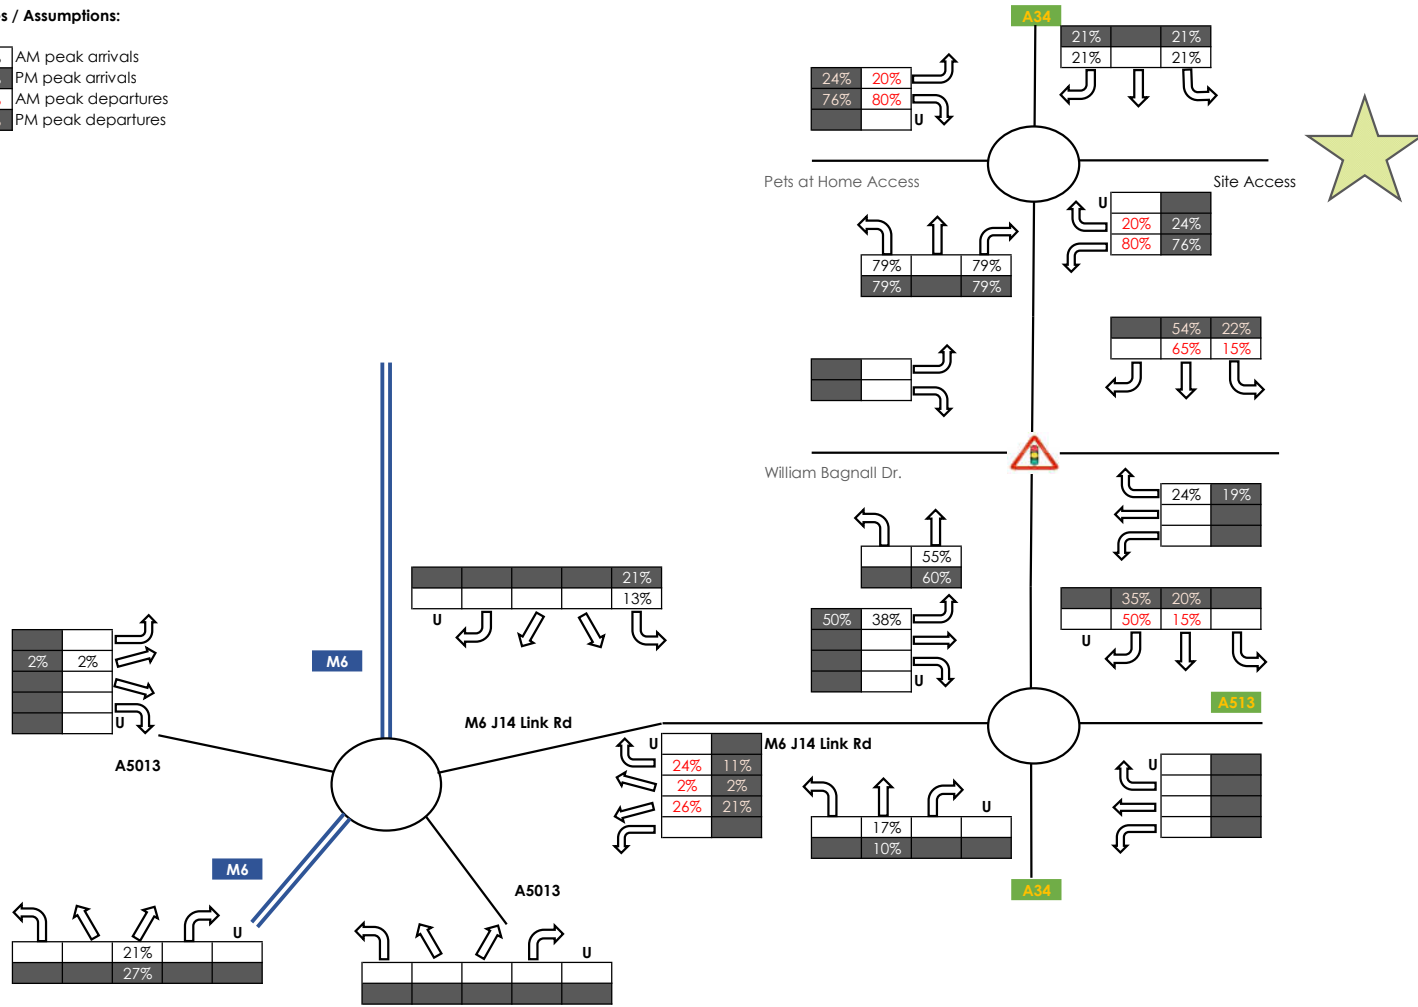 s / Assumptions:
AM peak arrivals
PM peak arrivals
% AM peak departures
PM peak departures
A34
21% 21%
21% 21%
24% 20%
76% 80%
U
Pets at Home Access
Site Access
U
20% 24%
80% 76%
79% 79%
79% 79%
54% 22%
65% 15%
William Bagnall Dr.
24% 19%
55%
60%
21%
13%
U
50% 38%
U
35% 20%
50% 15%
U
2% 2%
U
M6
A513
M6 J14 Link Rd
M6 J14 Link Rd
A5013
U
24% 11%
2% 2%
26% 21%
U
17%
10%
U
M6
A5013
A34
U
21%
27%
U